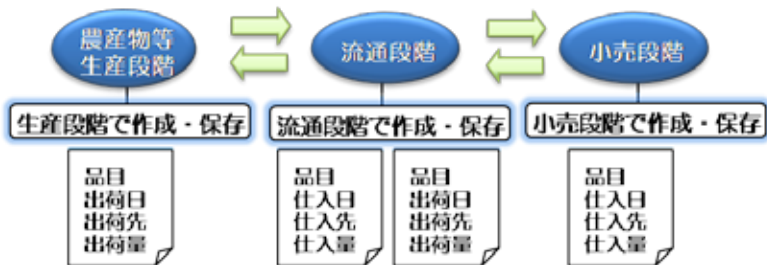 農産物等
生産段階
流通段階
小売段階
生産段階で作成・保存
流通段階で作成・保存
小売段階で作成・保存
品目
出荷日
出荷先
出荷量
品目
仕入日
仕入先
仕入量
品目
出荷日
出荷先
出荷量
品目
仕入日
仕入先
仕入量